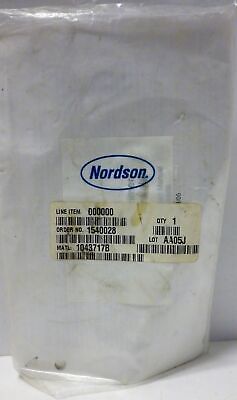 Nordson
LINE ITEM 000000
QTY 1
ORDER NO. 1540028
LOT AA05J
MATL: 1043717B